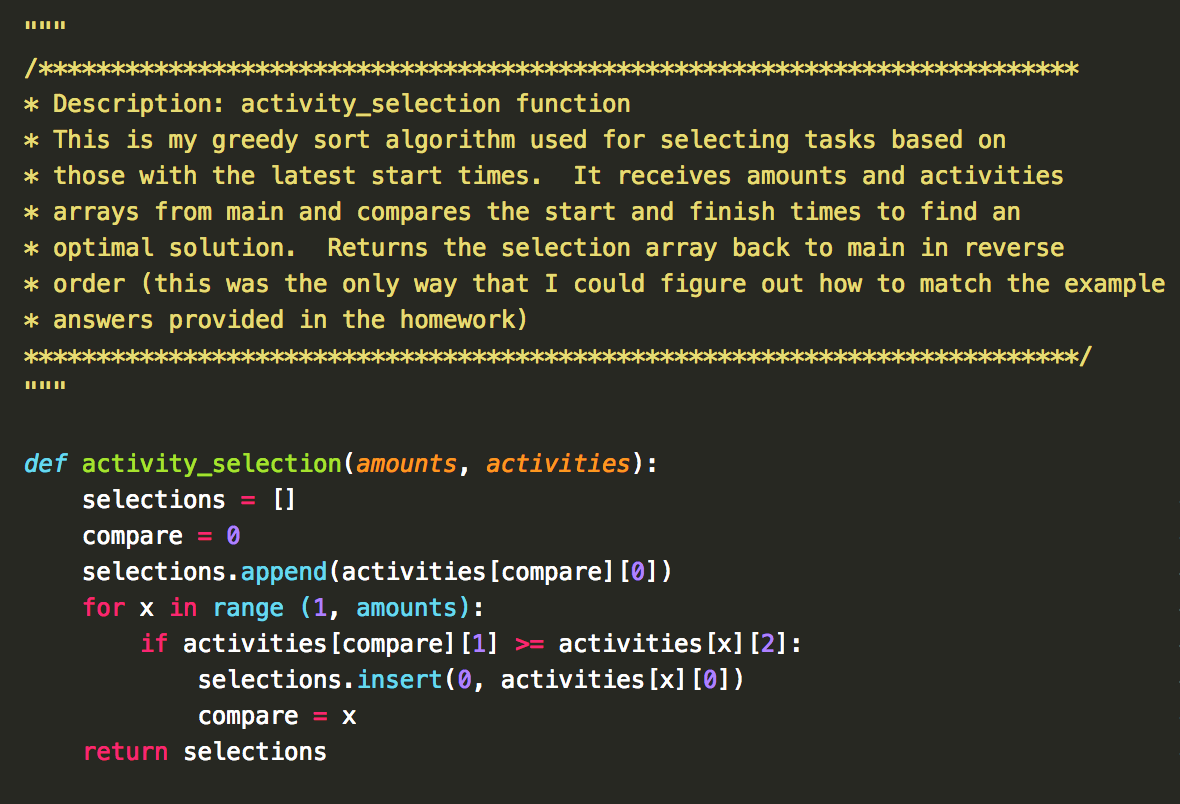 """
/************************************************************************
* Description: activity_selection function
* This is my greedy sort algorithm used for selecting tasks based on
* those with the latest start times.  It receives amounts and activities
* arrays from main and compares the start and finish times to find an
* optimal solution.  Returns the selection array back to main in reverse
* order (this was the only way that I could figure out how to match the example
* answers provided in the homework)
*************************************************************************/
"""

def activity_selection(amounts, activities):
    selections = []
    compare = 0
    selections.append(activities[compare][0])
    for x in range (1, amounts):
        if activities[compare][1] >= activities[x][2]:
            selections.insert(0, activities[x][0])
            compare = x
    return selections